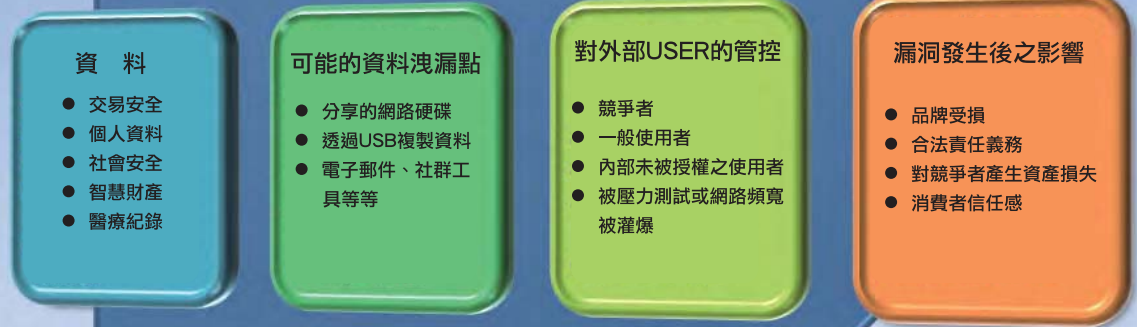 資　料
● 交易安全
● 個人資料
● 社會安全
● 智慧財產
● 醫療紀錄
可能的資料洩漏點
● 分享的網路硬碟
● 透過USB複製資料
● 電子郵件、社群工
具等等
對外部USER的管控
● 競爭者
● 一般使用者
● 內部未被授權之使用者
● 被壓力測試或網路頻寬
被灌爆
漏洞發生後之影響
● 品牌受損
● 合法責任義務
● 對競爭者產生資產損失
● 消費者信任感